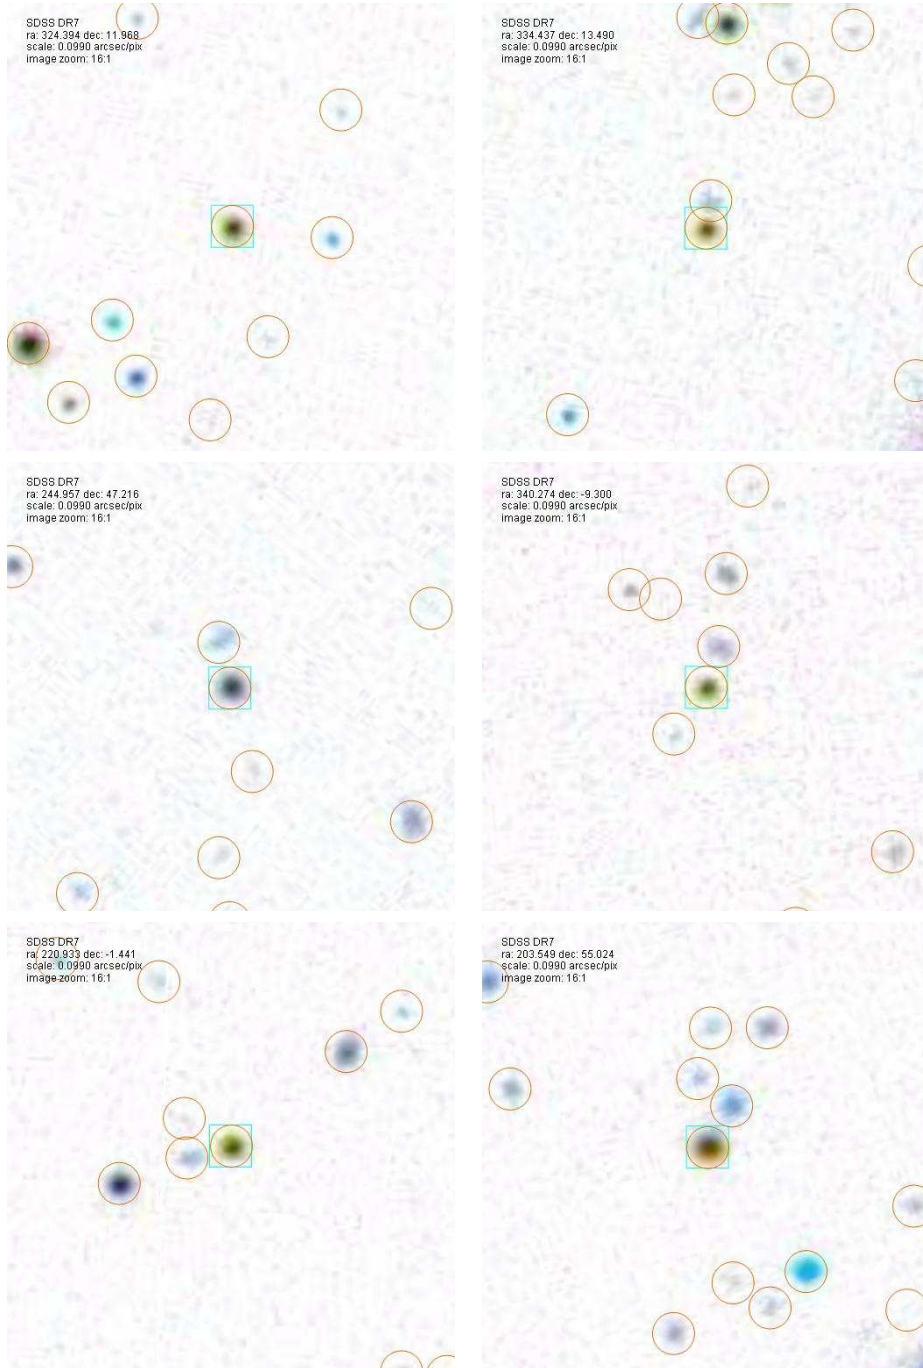 SDSS DR7
ra: 324.394 dec: 11.968
scale: 0.0990 arcsec/pix
image zoom: 16:1
SDSS DR7
ra: 334.437 dec: 13.490
scale: 0.0990 arcsec/pix
image zoom: 16:1
SDSS DR7
ra: 244.957 dec: 47.216
scale: 0.0990 arcsec/pix
image zoom: 16:1
SDSS DR7
ra: 340.274 dec: -9.300
scale: 0.0990 arcsec/pix
image zoom: 16:1
SDSS DR7
ra: 220.933 dec: -1.441
scale: 0.0990 arcsec/pix
image zoom: 16:1
SDSS DR7
ra: 203.549 dec: 55.024
scale: 0.0990 arcsec/pix
image zoom: 16:1